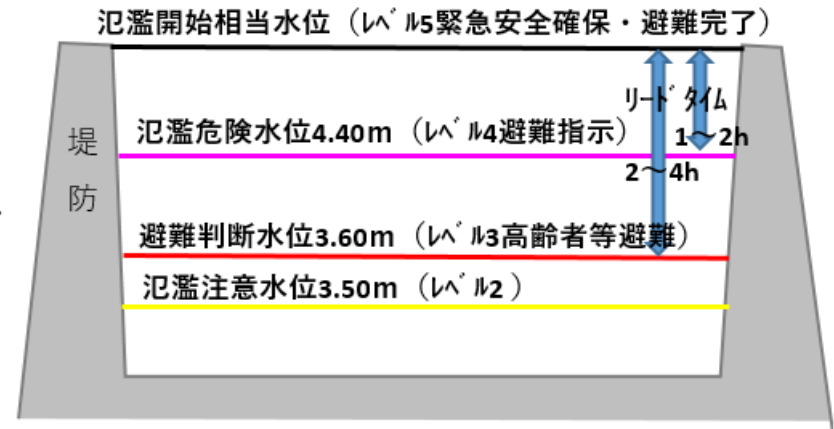 氾濫開始相当水位（ﾚﾍﾞﾙ5緊急安全確保・避難完了）
ﾘｰﾄﾞﾀｲﾑ
氾濫危険水位4.40m（ﾚﾍﾞﾙ4避難指示）
1～2h
堤
防
2～4h
避難判断水位3.60m（ﾚﾍﾞﾙ3高齢者等避難）
氾濫注意水位3.50m（ﾚﾍﾞﾙ2）